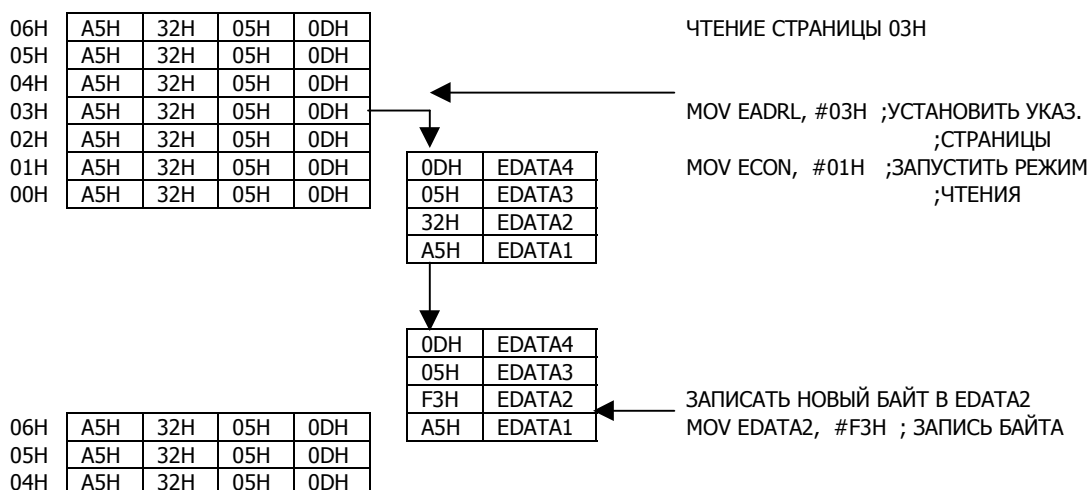 06H A5H 32H 05H 0DH ЧТЕНИЕ СТРАНИЦЫ 03H
05H A5H 32H 05H 0DH
04H A5H 32H 05H 0DH
03H A5H 32H 05H 0DH MOV EADRL, #03H ;УСТАНОВИТЬ УКАЗ.
02H A5H 32H 05H 0DH ;СТРАНИЦЫ
01H A5H 32H 05H 0DH 0DH EDATA4 MOV ECON, #01H ;ЗАПУСТИТЬ РЕЖИМ
00H A5H 32H 05H 0DH 05H EDATA3 ;ЧТЕНИЯ
32H EDATA2
A5H EDATA1
0DH EDATA4
05H EDATA3
F3H EDATA2 ЗАПИСАТЬ НОВЫЙ БАЙТ В EDATA2
06H A5H 32H 05H 0DH A5H EDATA1 MOV EDATA2, #F3H ; ЗАПИСЬ БАЙТА
05H A5H 32H 05H 0DH
04H A5H 32H 05H 0DH